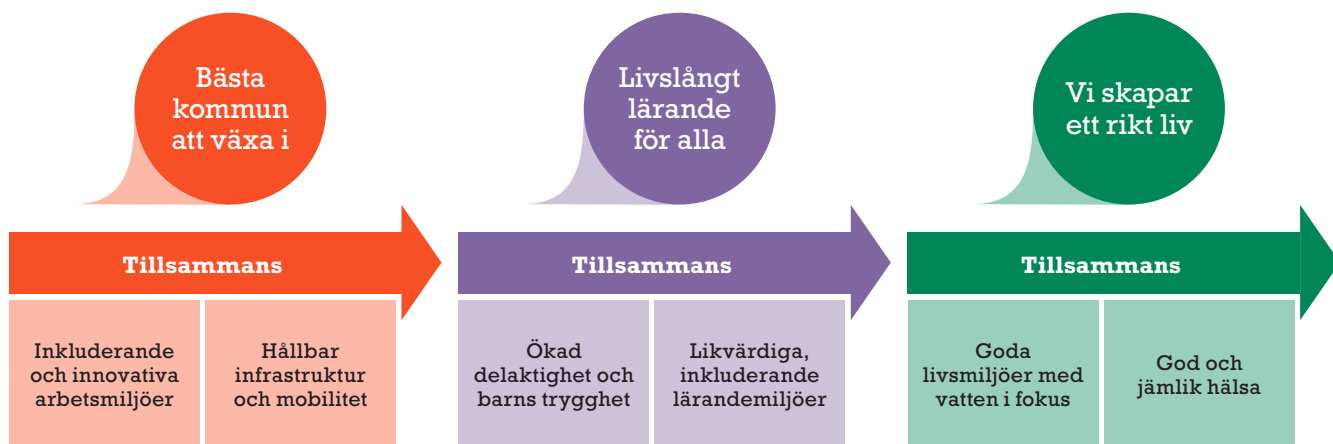 Bästa
kommun
att växa i
Livslångt
lärande
för alla
Vi skapar
ett rikt liv
Tillsammans
Tillsammans
Tillsammans
Inkluderande
och innovativa
arbetsmiljöer
Hållbar
infrastruktur
och mobilitet
Ökad
delaktighet och
barns trygghet
Likvärdiga,
inkluderande
lärandemiljöer
Goda
livsmiljöer med
vatten i fokus
God och
jämlik hälsa